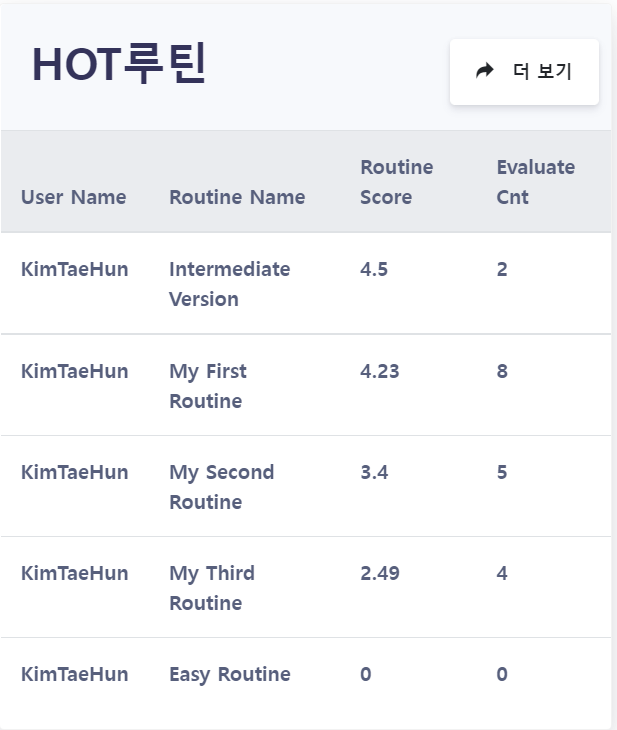 HOT루틴
더 보기
User Name Routine Name Routine Score Evaluate Cnt
KimTaeHun Intermediate Version 4.5 2
KimTaeHun My First Routine 4.23 8
KimTaeHun My Second Routine 3.4 5
KimTaeHun My Third Routine 2.49 4
KimTaeHun Easy Routine 0 0